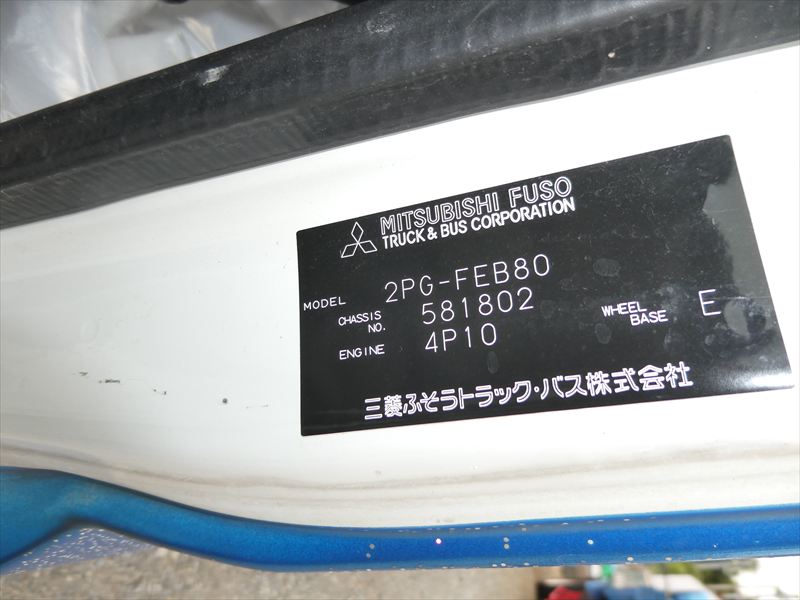 MITSUBISHI FUSO
TRUCK & BUS CORPORATION
MODEL 2PG-FEB80
CHASSIS NO. 581802
WHEEL BASE E
ENGINE 4P10
三菱ふそうトラック・バス株式会社